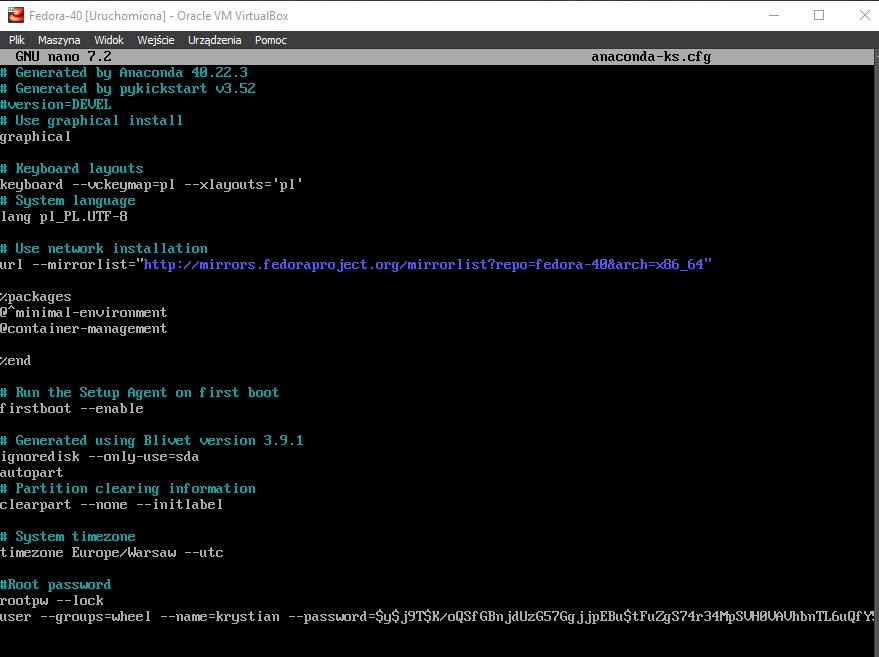 Fedora-40 [Uruchomiona] - Oracle VM VirtualBox
Plik Maszyna Widok Wejście Urządzenia Pomoc
GNU nano 7.2 anaconda-ks.cfg
# Generated by Anaconda 40.22.3
# Generated by pykickstart v3.52
#version=DEVEL
# Use graphical install
graphical
# Keyboard layouts
keyboard --vckeymap=pl --xlayouts='pl'
# System language
lang pl_PL.UTF-8
# Use network installation
url --mirrorlist="http://mirrors.fedoraproject.org/mirrorlist?repo=fedora-40&arch=x86_64"
%packages
@^minimal-environment
@container-management
%end
# Run the Setup Agent on first boot
firstboot --enable
# Generated using Blivet version 3.9.1
ignoredisk --only-use=sda
autopart
# Partition clearing information
clearpart --none --initlabel
# System timezone
timezone Europe/Warsaw --utc
#Root password
rootpw --lock
user --groups=wheel --name=krystian --password=$y$j9T$K/oQSfGBnjdUzG57GgjjpEBu$tFuZgS74r34MpSVH0VAVhbnTL6uQfY